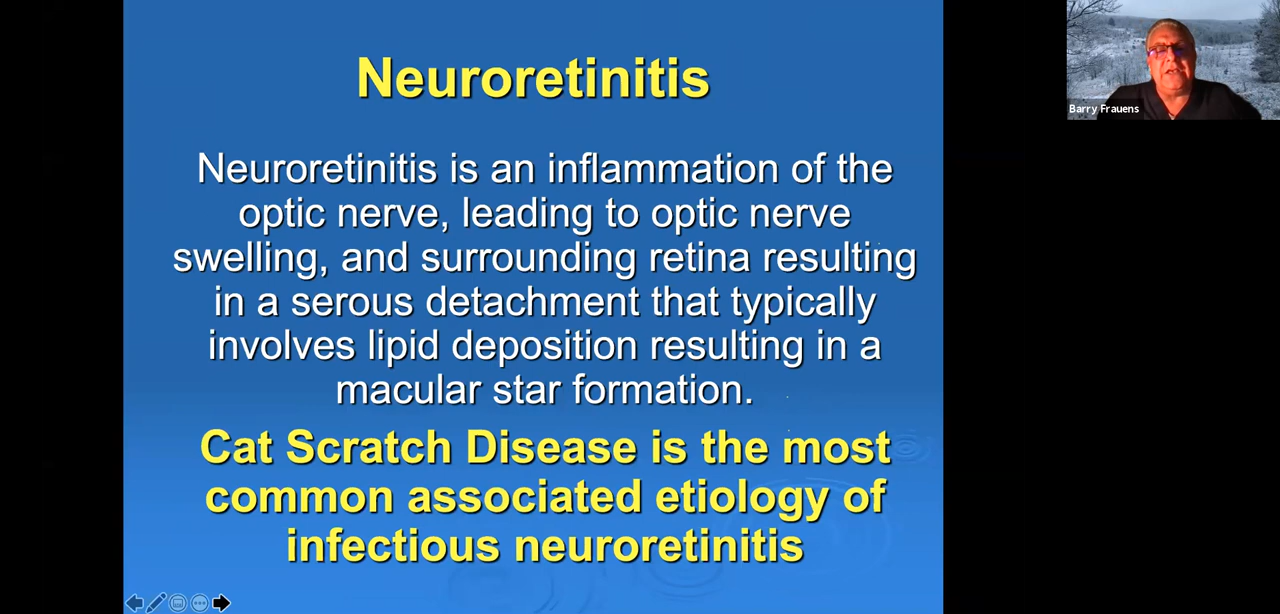 Neuroretinitis
Neuroretinitis is an inflammation of the
optic nerve, leading to optic nerve
swelling, and surrounding retina resulting
in a serous detachment that typically
involves lipid deposition resulting in a
macular star formation.
Cat Scratch Disease is the most
common associated etiology of
infectious neuroretinitis
Barry Frauens